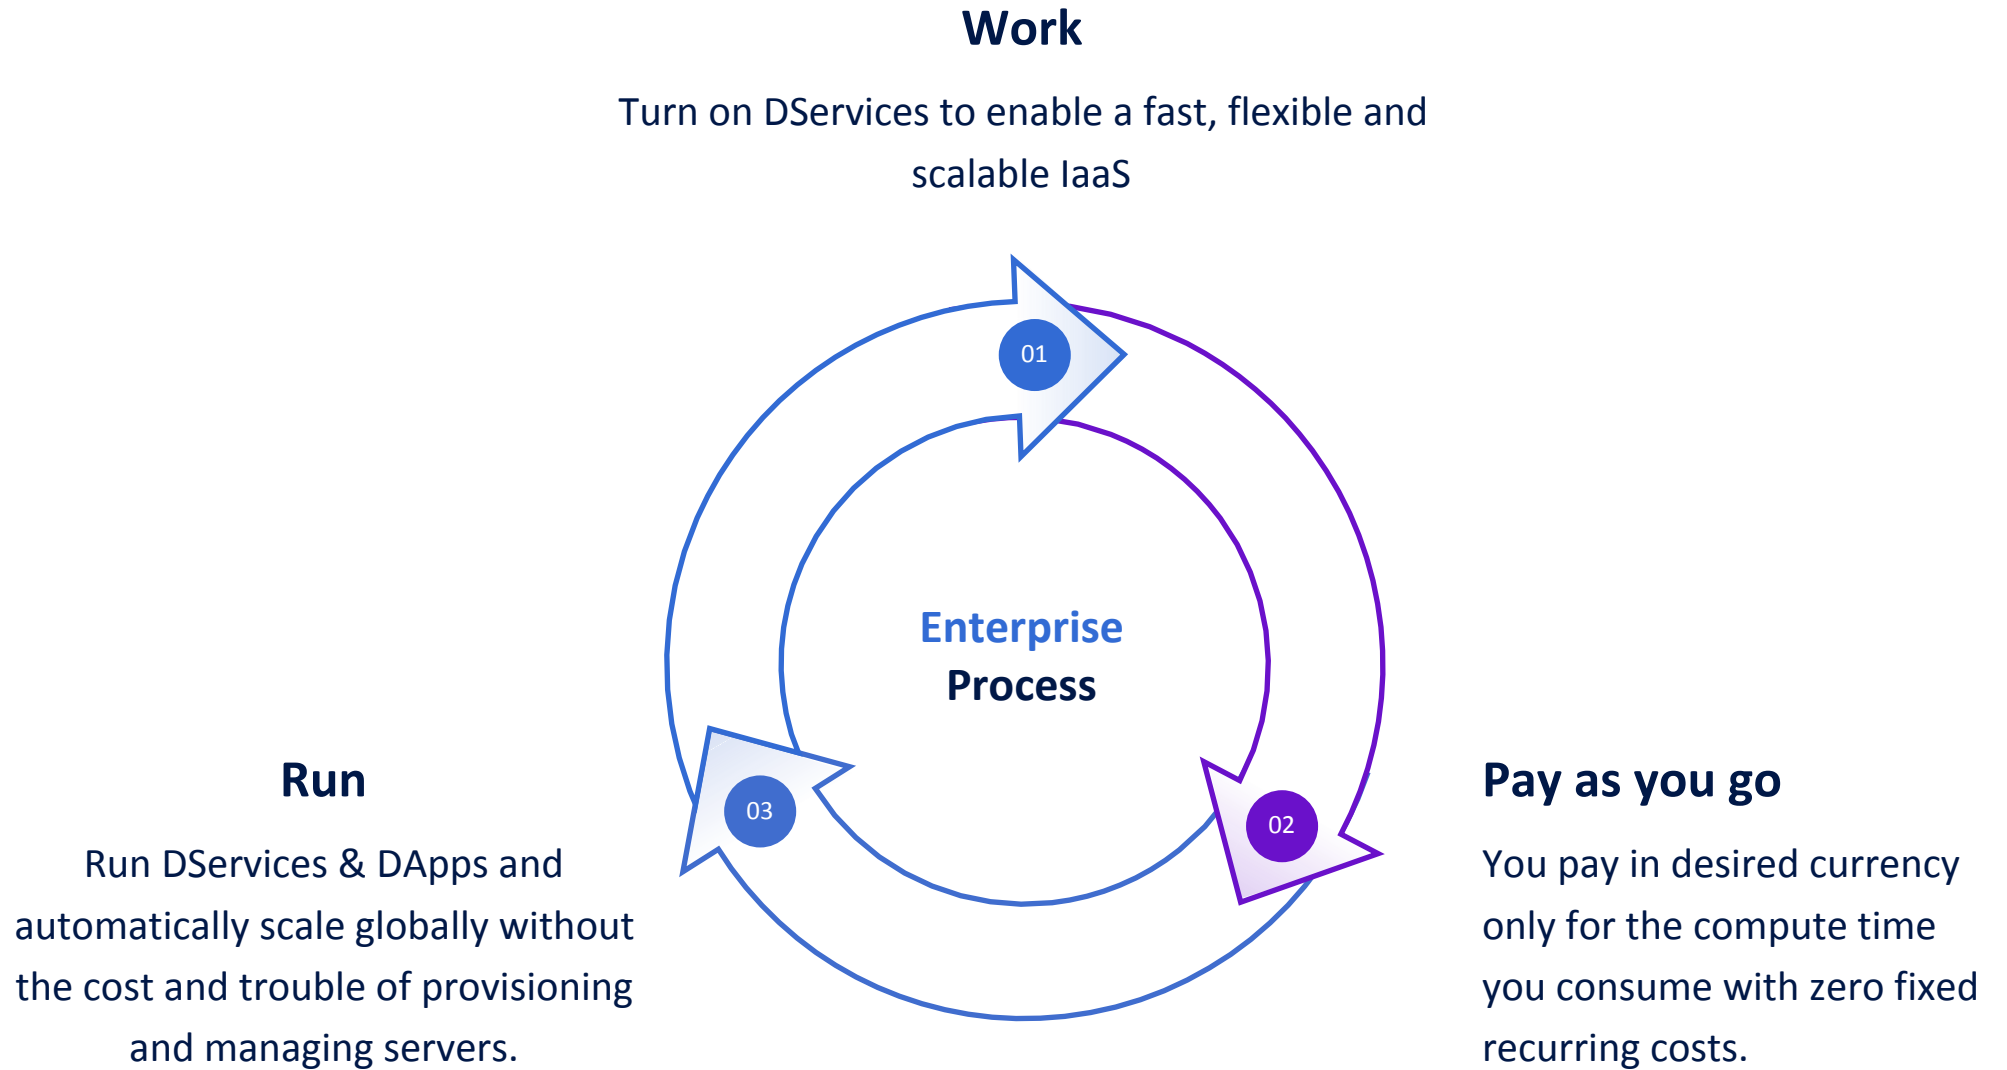 Work
Turn on DServices to enable a fast, flexible and
scalable IaaS
01
Enterprise
Process
02
Pay as you go
You pay in desired currency
only for the compute time
you consume with zero fixed
recurring costs.
03
Run
Run DServices & DApps and
automatically scale globally without
the cost and trouble of provisioning
and managing servers.